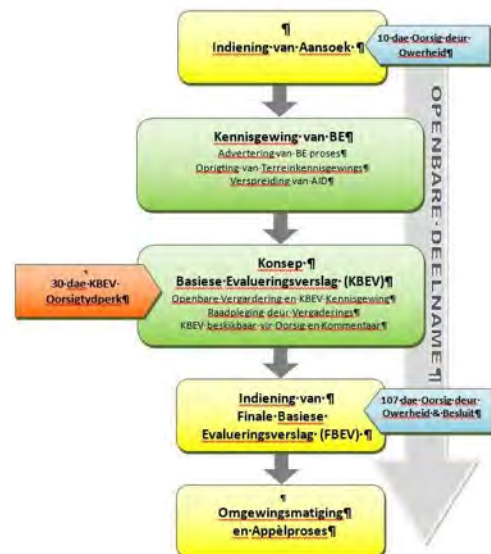 ¶
Indiening·van·Aansoek·¶
10·dae·Oorsig·deur·
Owerheid¶
OPENBARE·DEELNAME¶
Kennisgewing·van·BE¶
Advertering·van·BE·proses¶
Oprigting·van·Terreinkennisgewings¶
Verspreiding·van·AID¶
¶
30·dae·KBEV·
Oorsigtydperk¶
Konsep·¶
Basiese·Evalueringsverslag·(KBEV)¶
Openbare·Vergardering·en·KBEV·Kennisgewing¶
Raadpleging·deur·Vergaderings¶
KBEV·beskikbaar·vir·Oorsig·en·Kommentaar¶
Indiening·van·¶
Finale·Basiese·
Evalueringsverslag·(FBEV)·¶
107·dae·Oorsig·deur·
Owerheid·&·Besluit¶
¶
Omgewingsmatiging¶
en·Appèlproses¶